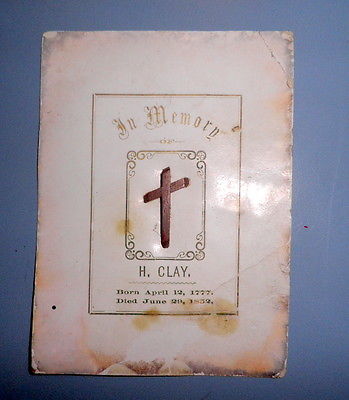 In Memory
OF
H. CLAY.
Born April 12, 1777.
Died June 29, 1852.